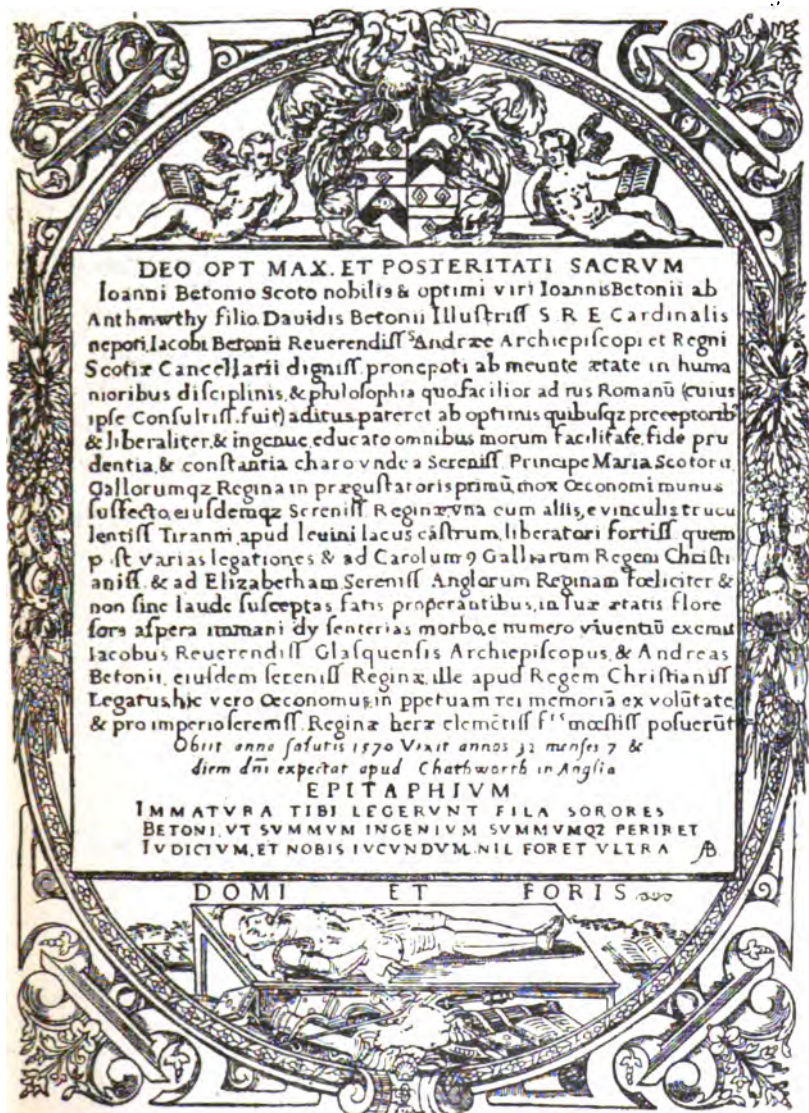 DEO OPT MAX. ET POSTERITATI SACRVM
Ioanni Betonio Scoto nobilis & optimi viri Ioannis Betonii ab
Anthmwthy filio. Dauidis Betonii Illustriſſ S R E Cardinalis
nepoti, Iacobi Betonii Reuerendiſſ S Andreæ Archiepiſcopi et Regni
Scotiæ Cancellarii digniſſ. pronepoti ab ineunte ætate in huma
nioribus diſciplinis, & philoſophia quo facilior ad ius Romanū (cuius
ipſe Conſultiſſ. fuit) aditus pareret ab optimis quibuſqz preceptorib9
& liberaliter, & ingenue, educato omnibus morum facilitate, fide pru
dentia, & conſtantia charo vnde a Sereniſſ. Principe Maria Scotorū,
Gallorumqz Regina in præguſtatoris primū, mox Œconomi munus
ſuffecto, eiuſdemqz Sereniſſ Reginæ, vna cum aliis, e vinculis trucu
lentiſſ Tiranni, apud leuini lacus caſtrum, liberatori fortiſſ quem
p ſt varias legationes & ad Carolum 9 Galliarum Regem Chriſti
aniſſ. & ad Elizabetham Sereniſſ Anglorum Reginam fœliciter &
non ſine laude ſuſceptas fatis properantibus, in ſuæ ætatis flore
ſors aſpera immani dyſenterias morbo, e numero viuentiū exemit
Iacobus Reuerendiſſ Glaſquenſis Archiepiſcopus, & Andreas
Betonii, eiuſdem ſereniſſ Reginæ, ille apud Regem Chriſtianiſſ
Legatus, hic vero Œconomus, in ppetuam rei memoriā ex volūtate
& pro imperio ſereniſſ. Reginæ heræ clemētiſſ frs mœſtiſſ poſuerūt
Obiit anno ſalutis 1570 Vixit annos 32 menſes 7 &
diem dñi expectat apud Chathworth in Anglia
EPITAPHIVM
IMMATVRA TIBI LEGERVNT FILA SORORES
BETONI, VT SVMMVM INGENIVM SVMMVMQZ PERIRET
IVDICIVM, ET NOBIS IVCVNDVM, NIL FORET VLTRA AB
DOMI ET FORIS